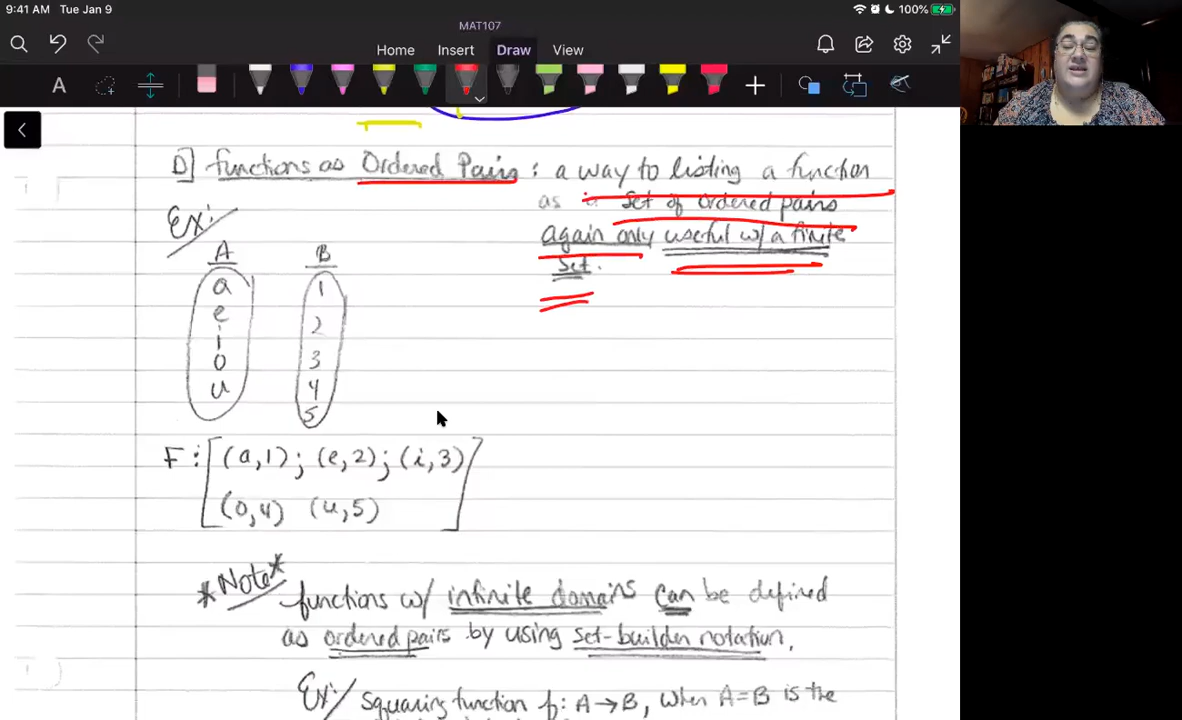 9:41 AM Tue Jan 9
100%
MAT107
Home Insert Draw View
D] functions as Ordered Pairs : a way to listing a function
as a set of ordered pairs
again only useful w/ a finite
set.
Ex:
A B
a 1
e 2
i 3
o 4
u 5
F: [(a,1); (e,2); (i,3)
(o,4) (u,5)]
*Note* functions w/ infinite domains can be defined
as ordered pairs by using set-builder notation.
Ex:/ Squaring function f: A→B, when A=B is the